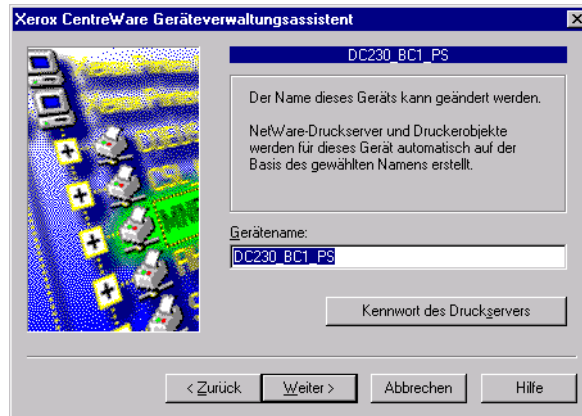 Xerox CentreWare Geräteverwaltungsassistent
DC230_BC1_PS
Der Name dieses Geräts kann geändert werden.
NetWare-Druckserver und Druckerobjekte
werden für dieses Gerät automatisch auf der
Basis des gewählten Namens erstellt.
Gerätename:
DC230_BC1_PS
Kennwort des Druckservers
< Zurück
Weiter >
Abbrechen
Hilfe